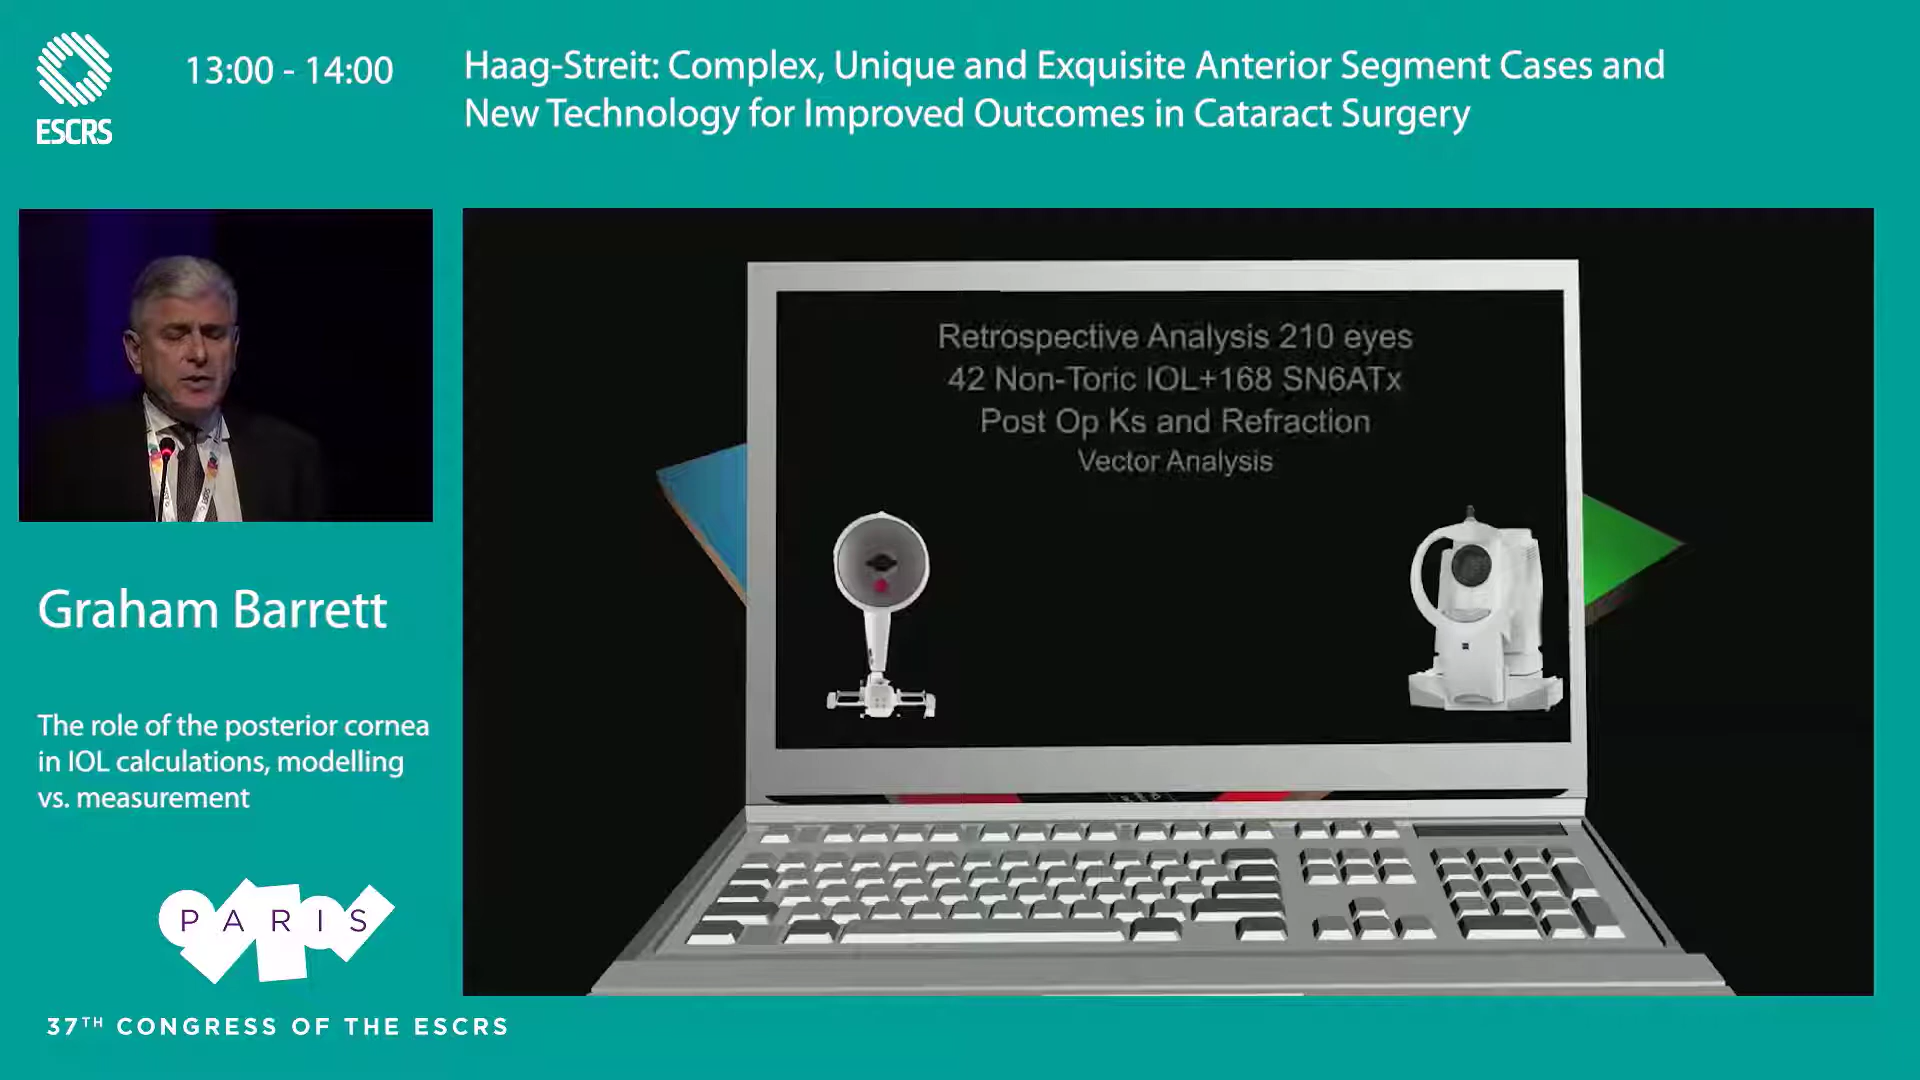 ESCRS
13:00 - 14:00
Haag-Streit: Complex, Unique and Exquisite Anterior Segment Cases and
New Technology for Improved Outcomes in Cataract Surgery
Retrospective Analysis 210 eyes
42 Non-Toric IOL+168 SN6ATx
Post Op Ks and Refraction
Vector Analysis
Graham Barrett
The role of the posterior cornea
in IOL calculations, modelling
vs. measurement
PARIS
37TH CONGRESS OF THE ESCRS